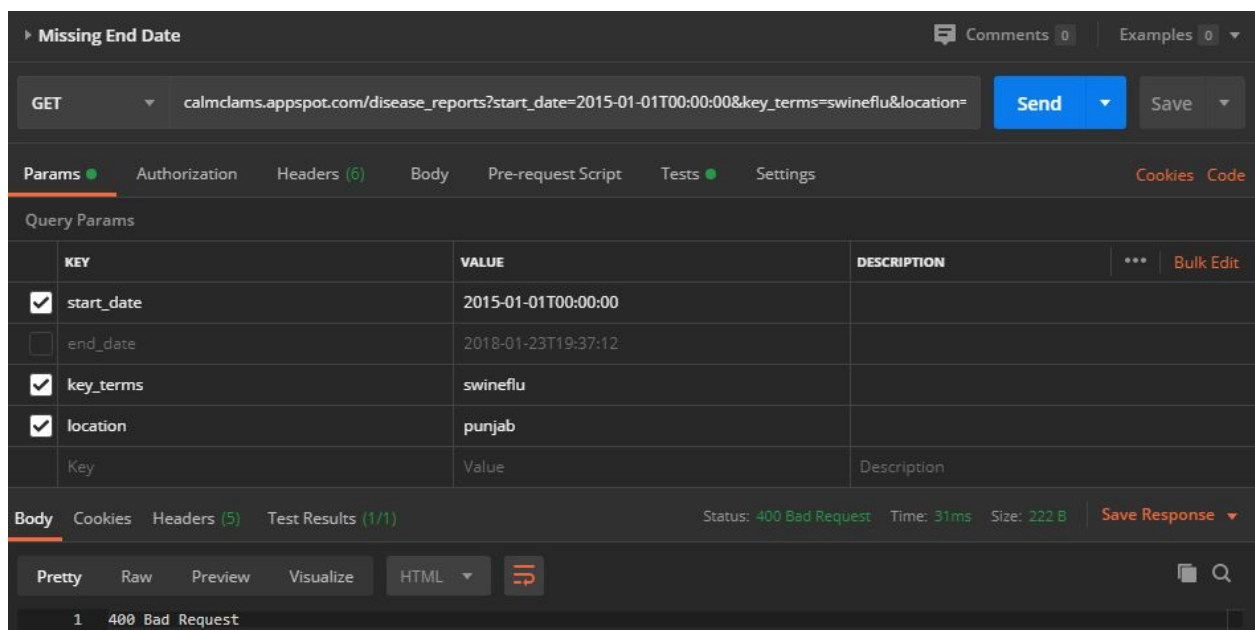 Missing End Date Comments 0 Examples 0
GET calmclams.appspot.com/disease_reports?start_date=2015-01-01T00:00:00&key_terms=swineflu&location= Send Save
Params Authorization Headers (6) Body Pre-request Script Tests Settings Cookies Code
Query Params
KEY VALUE DESCRIPTION ••• Bulk Edit
start_date 2015-01-01T00:00:00
end_date 2018-01-23T19:37:12
key_terms swineflu
location punjab
Key Value Description
Body Cookies Headers (5) Test Results (1/1) Status: 400 Bad Request Time: 31ms Size: 222 B Save Response
Pretty Raw Preview Visualize HTML
1 400 Bad Request